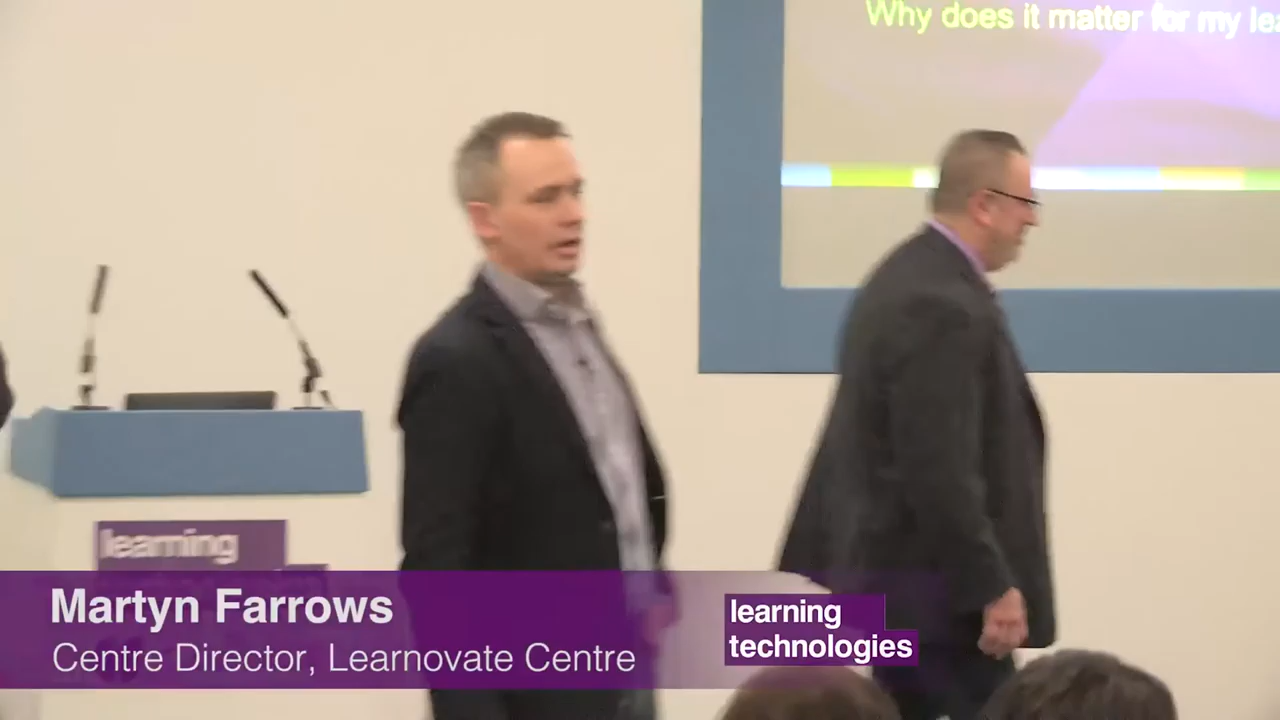 Why does it matter for my lea
learning
Martyn Farrows
Centre Director, Learnovate Centre
learning
technologies